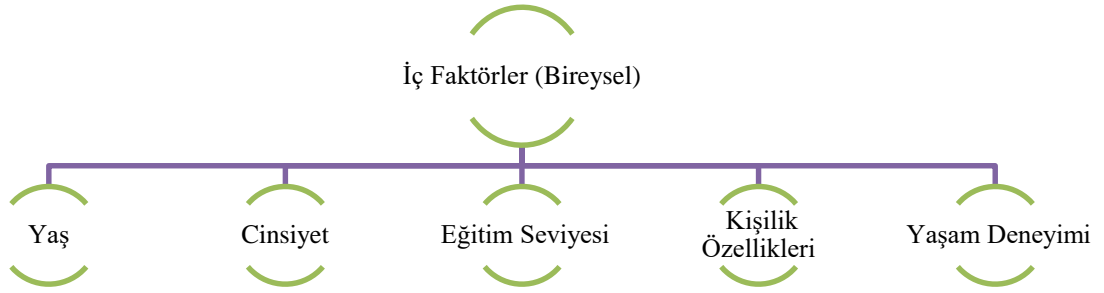 İç Faktörler (Bireysel)
Yaş
Cinsiyet
Eğitim Seviyesi
Kişilik
Özellikleri
Yaşam Deneyimi